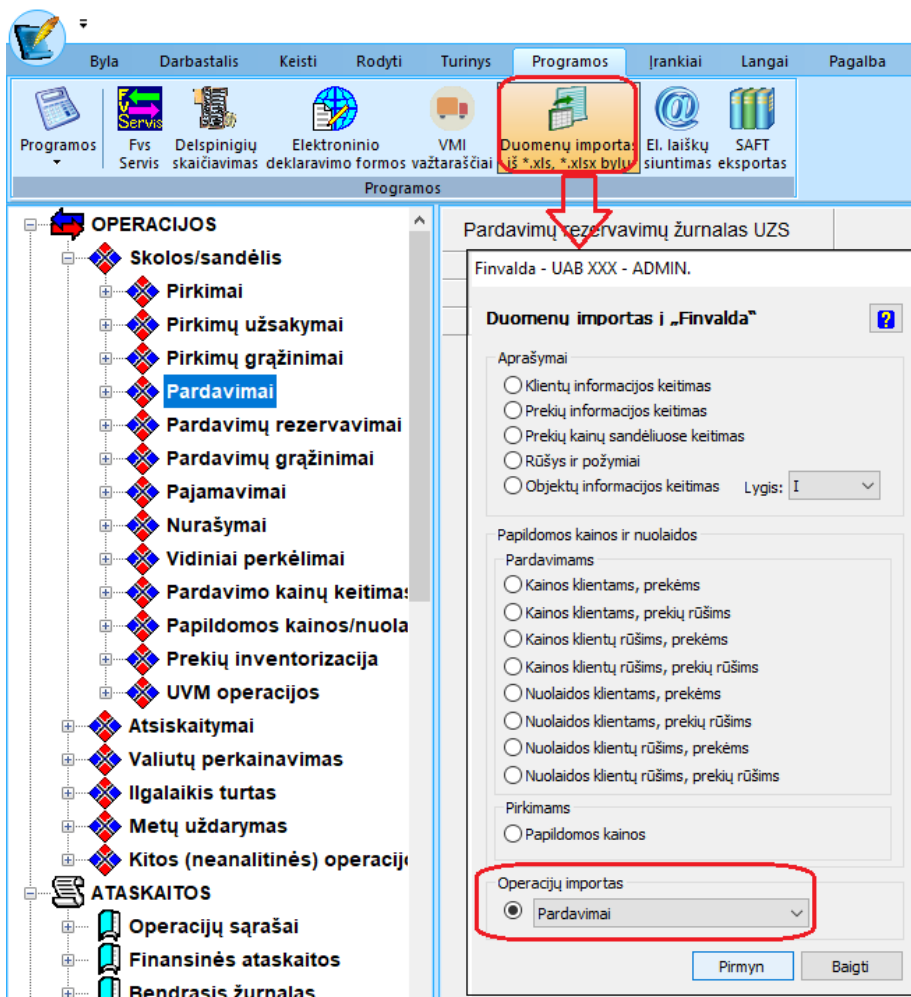 Byla Darbastalis Keisti Rodyti Turinys Programos Įrankiai Langai Pagalba
Programos
Fvs
Servis
Fvs
Servis
Delspinigių
skaičiavimas
Elektroninio
deklaravimo formos
VMI
važtaraščiai
Duomenų importas
iš *.xls, *.xlsx bylų
El. laiškų
siuntimas
SAFT
eksportas
Programos
OPERACIJOS
Skolos/sandėlis
Pirkimai
Pirkimų užsakymai
Pirkimų grąžinimai
Pardavimai
Pardavimų rezervavimai
Pardavimų grąžinimai
Pajamavimai
Nurašymai
Vidiniai perkėlimai
Pardavimo kainų keitimas
Papildomos kainos/nuola
Prekių inventorizacija
UVM operacijos
Atsiskaitymai
Valiutų perkainavimas
Ilgalaikis turtas
Metų uždarymas
Kitos (neanalitinės) operacijo
ATASKAITOS
Operacijų sąrašai
Finansinės ataskaitos
Bendrasis žurnalas
Pardavimų rezervavimų žurnalas UZS
Finvalda - UAB XXX - ADMIN.
Duomenų importas į „Finvalda"
Aprašymai
Klientų informacijos keitimas
Prekių informacijos keitimas
Prekių kainų sandėliuose keitimas
Rūšys ir požymiai
Objektų informacijos keitimas Lygis: I
Papildomos kainos ir nuolaidos
Pardavimams
Kainos klientams, prekėms
Kainos klientams, prekių rūšims
Kainos klientų rūšims, prekėms
Kainos klientų rūšims, prekių rūšims
Nuolaidos klientams, prekėms
Nuolaidos klientams, prekių rūšims
Nuolaidos klientų rūšims, prekėms
Nuolaidos klientų rūšims, prekių rūšims
Pirkimams
Papildomos kainos
Operacijų importas
Pardavimai
Pirmyn Baigti